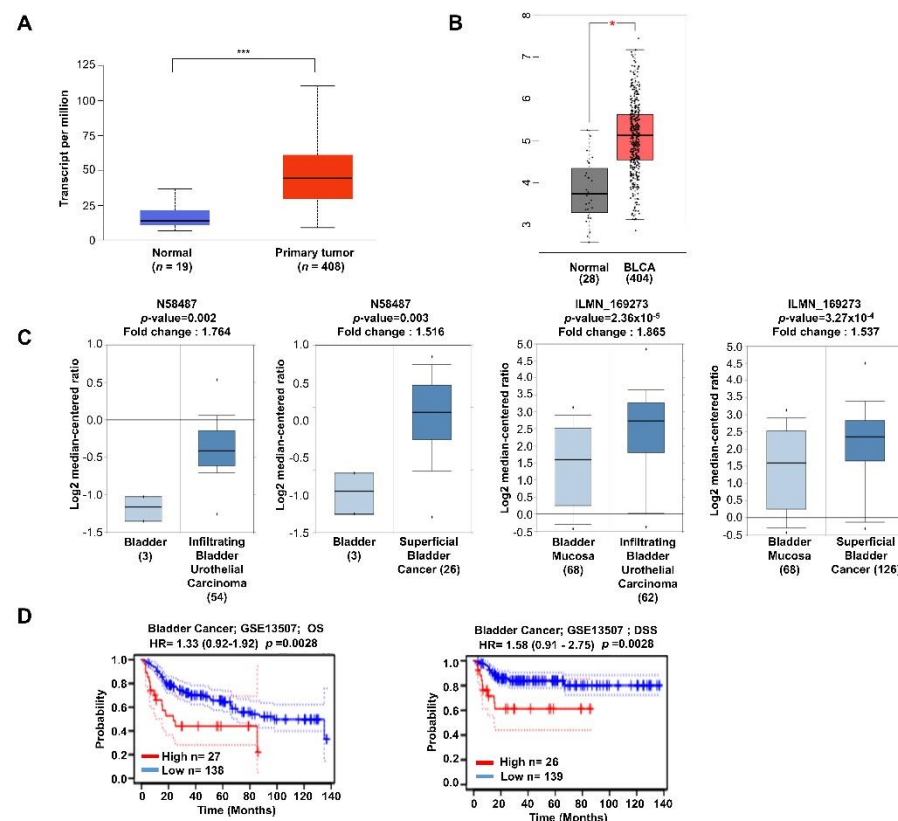 A
***
Transcript per million
125
100
75
50
25
0
Normal
(n = 19)
Primary tumor
(n = 408)
B
*
8
7
6
5
4
3
Normal
(28)
BLCA
(404)
C
N58487
p-value=0.002
Fold change : 1.764
Log2 median-centered ratio
1.0
0.5
0.0
-0.5
-1.0
-1.5
Bladder
(3)
Infiltrating
Bladder
Urothelial
Carcinoma
(54)
N58487
p-value=0.003
Fold change : 1.516
Log2 median-centered ratio
1.0
0.5
0.0
-0.5
-1.0
-1.5
Bladder
(3)
Superficial
Bladder
Cancer (26)
ILMN_169273
p-value=2.36x10⁻⁵
Fold change : 1.865
Log2 median-centered ratio
5.0
4.5
4.0
3.5
3.0
2.5
2.0
1.5
1.0
0.5
0.0
-0.5
Bladder
Mucosa
(68)
Infiltrating
Bladder
Urothelial
Carcinoma
(62)
ILMN_169273
p-value=3.27x10⁻⁴
Fold change : 1.537
Log2 median-centered ratio
5.0
4.5
4.0
3.5
3.0
2.5
2.0
1.5
1.0
0.5
0.0
-0.5
Bladder
Mucosa
(68)
Superficial
Bladder
Cancer (126)
D
Bladder Cancer; GSE13507; OS
HR= 1.33 (0.92-1.92) p =0.0028
Probability
1.0
0.8
0.6
0.4
0.2
0.0
High n= 27
Low n= 138
0 20 40 60 80 100 120 140
Time (Months)
Bladder Cancer; GSE13507 ; DSS
HR= 1.58 (0.91 - 2.75) p =0.0028
Probability
1.0
0.8
0.6
0.4
0.2
0.0
High n= 26
Low n= 139
0 20 40 60 80 100 120 140
Time (Months)